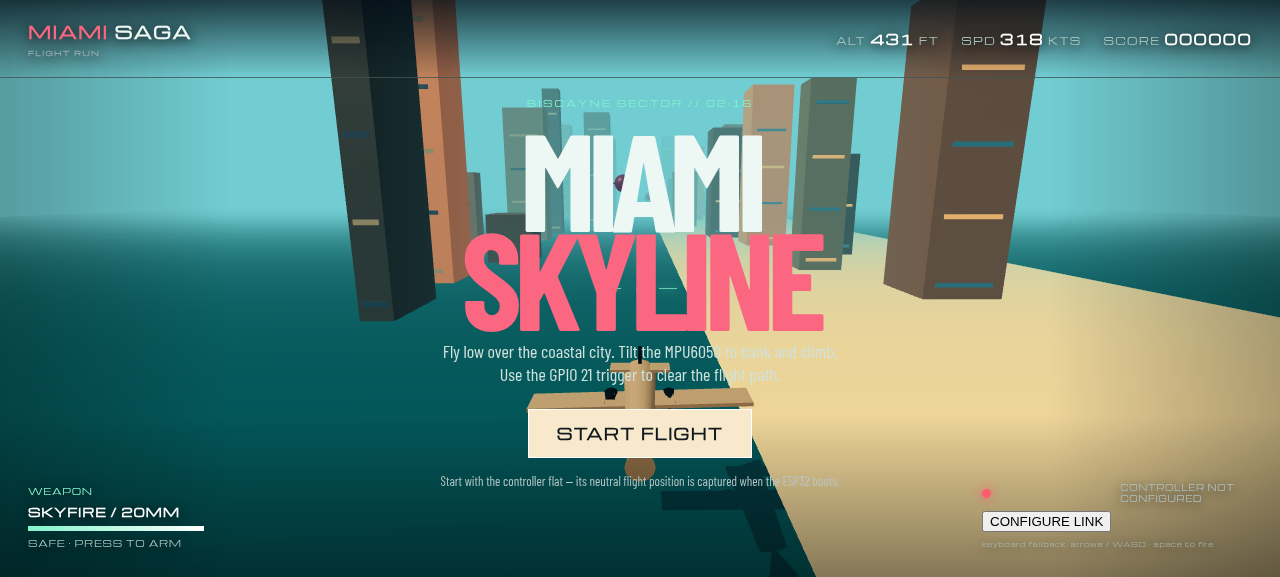 MIAMI SAGA
FLIGHT RUN
ALT 431 FT SPD 318 KTS SCORE 000000
BISCAYNE SECTOR // 02:16
MIAMI
SKYLINE
Fly low over the coastal city. Tilt the MPU6050 to bank and climb.
Use the GPIO 21 trigger to clear the flight path.
START FLIGHT
Start with the controller flat — its neutral flight position is captured when the ESP32 boots.
WEAPON
SKYFIRE / 20MM
SAFE · PRESS TO ARM
CONTROLLER NOT
CONFIGURED
CONFIGURE LINK
keyboard fallback: arrows / WASD · space to fire